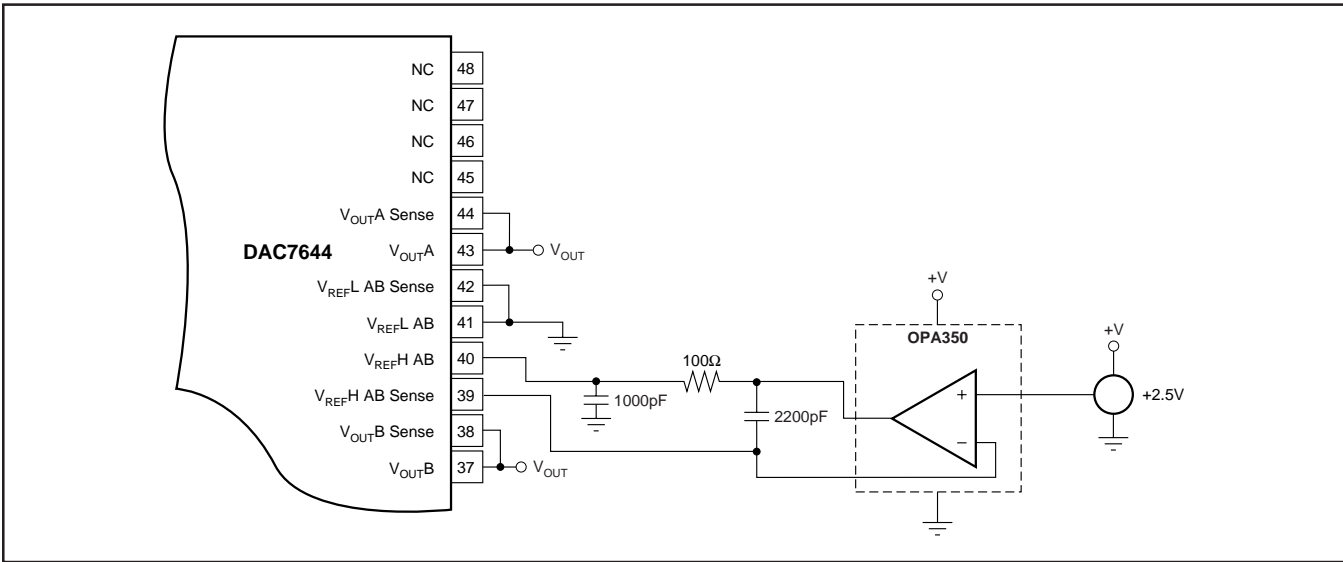 NC 48
NC 47
NC 46
NC 45
VOUTA Sense 44
DAC7644
VOUTA 43
VOUT
VREFL AB Sense 42
VREFL AB 41
VREFH AB 40
VREFH AB Sense 39
VOUTB Sense 38
VOUTB 37
VOUT
100Ω
1000pF
2200pF
+V
OPA350
+
–
+V
+2.5V